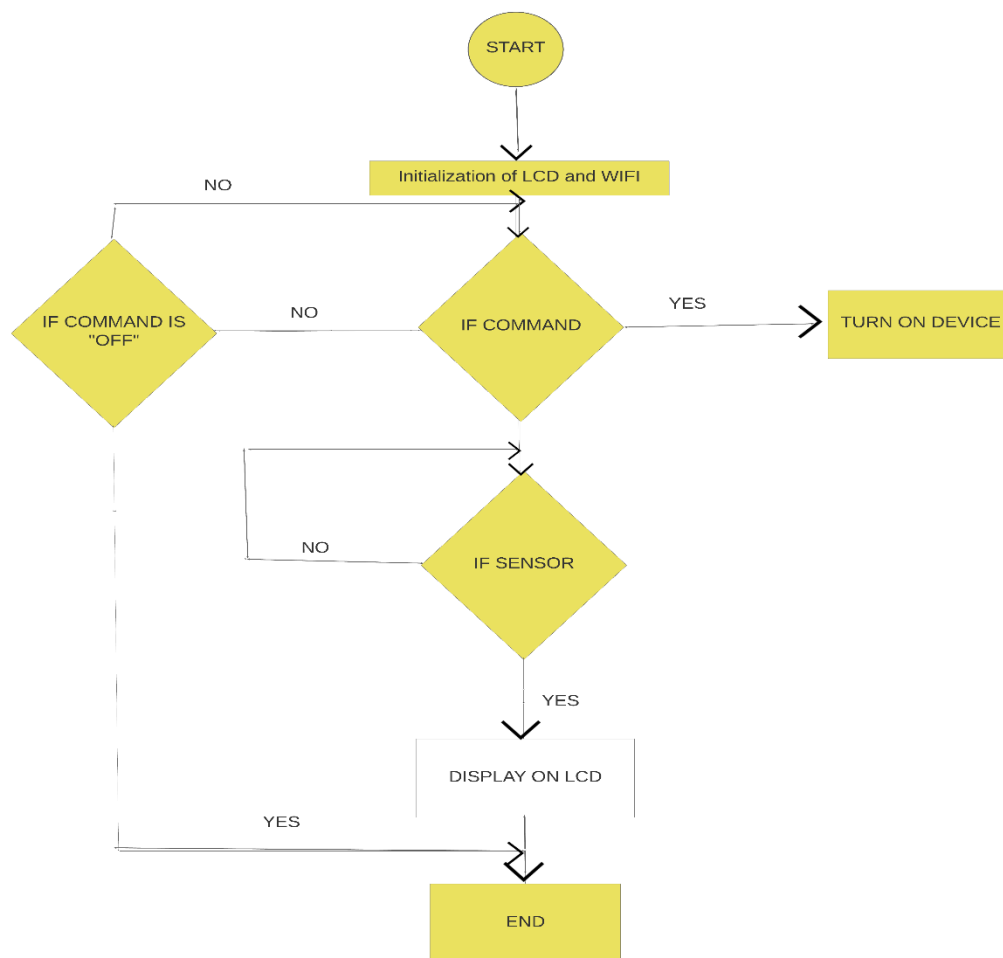 START
Initialization of LCD and WIFI
NO
IF COMMAND IS
"OFF"
NO
IF COMMAND
YES
TURN ON DEVICE
NO
IF SENSOR
YES
DISPLAY ON LCD
YES
END